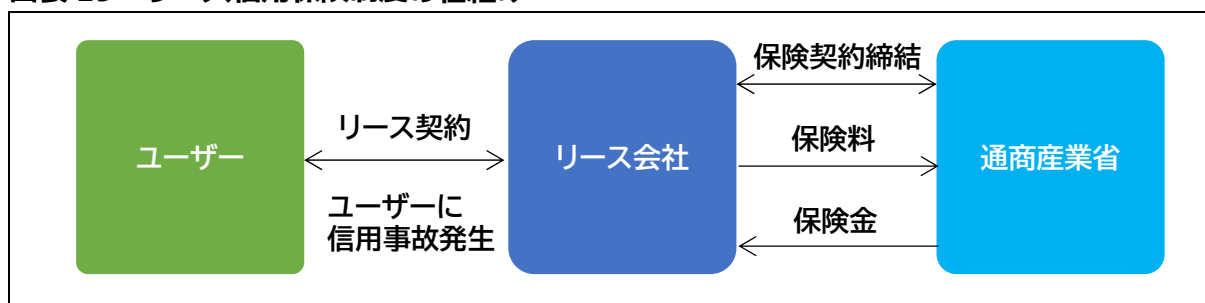 保険契約締結
リース契約
ユーザー
リース会社
保険料
通商産業省
ユーザーに
信用事故発生
保険金